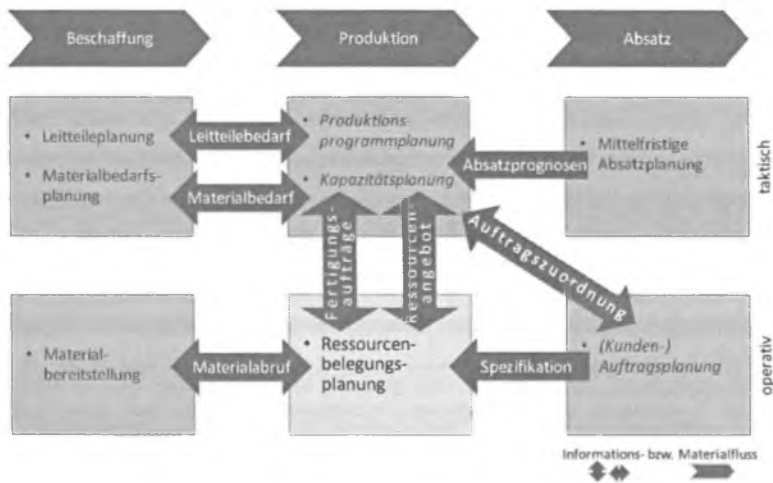 Beschaffung
Produktion
Absatz
• Leitteileplanung
• Materialbedarfs-
planung
Leitteilebedarf
Materialbedarf
• Produktions-
programmplanung
• Kapazitätsplanung
Absatzprognosen
• Mittelfristige
Absatzplanung
taktisch
Fertigungs-
aufträge
Ressourcen-
angebot
Auftragszuordnung
• Material-
bereitstellung
Materialabruf
• Ressourcen-
belegungs-
planung
Spezifikation
• (Kunden-)
Auftragsplanung
operativ
Informations- bzw. Materialfluss